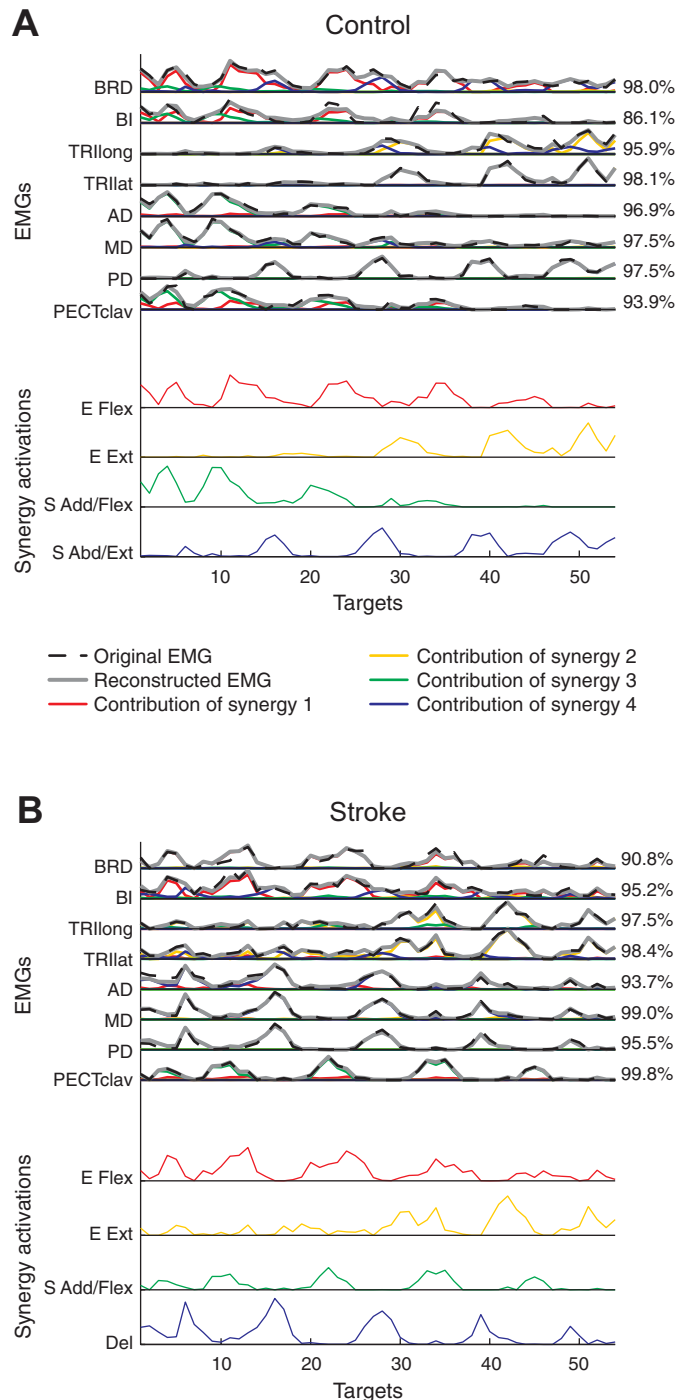 A
Control
EMGs
BRD 98.0%
BI 86.1%
TRIlong 95.9%
TRIlat 98.1%
AD 96.9%
MD 97.5%
PD 97.5%
PECTclav 93.9%
Synergy activations
E Flex
E Ext
S Add/Flex
S Abd/Ext
10 20 30 40 50
Targets
Original EMG
Reconstructed EMG
Contribution of synergy 1
Contribution of synergy 2
Contribution of synergy 3
Contribution of synergy 4
B
Stroke
EMGs
BRD 90.8%
BI 95.2%
TRIlong 97.5%
TRIlat 98.4%
AD 93.7%
MD 99.0%
PD 95.5%
PECTclav 99.8%
Synergy activations
E Flex
E Ext
S Add/Flex
Del
10 20 30 40 50
Targets